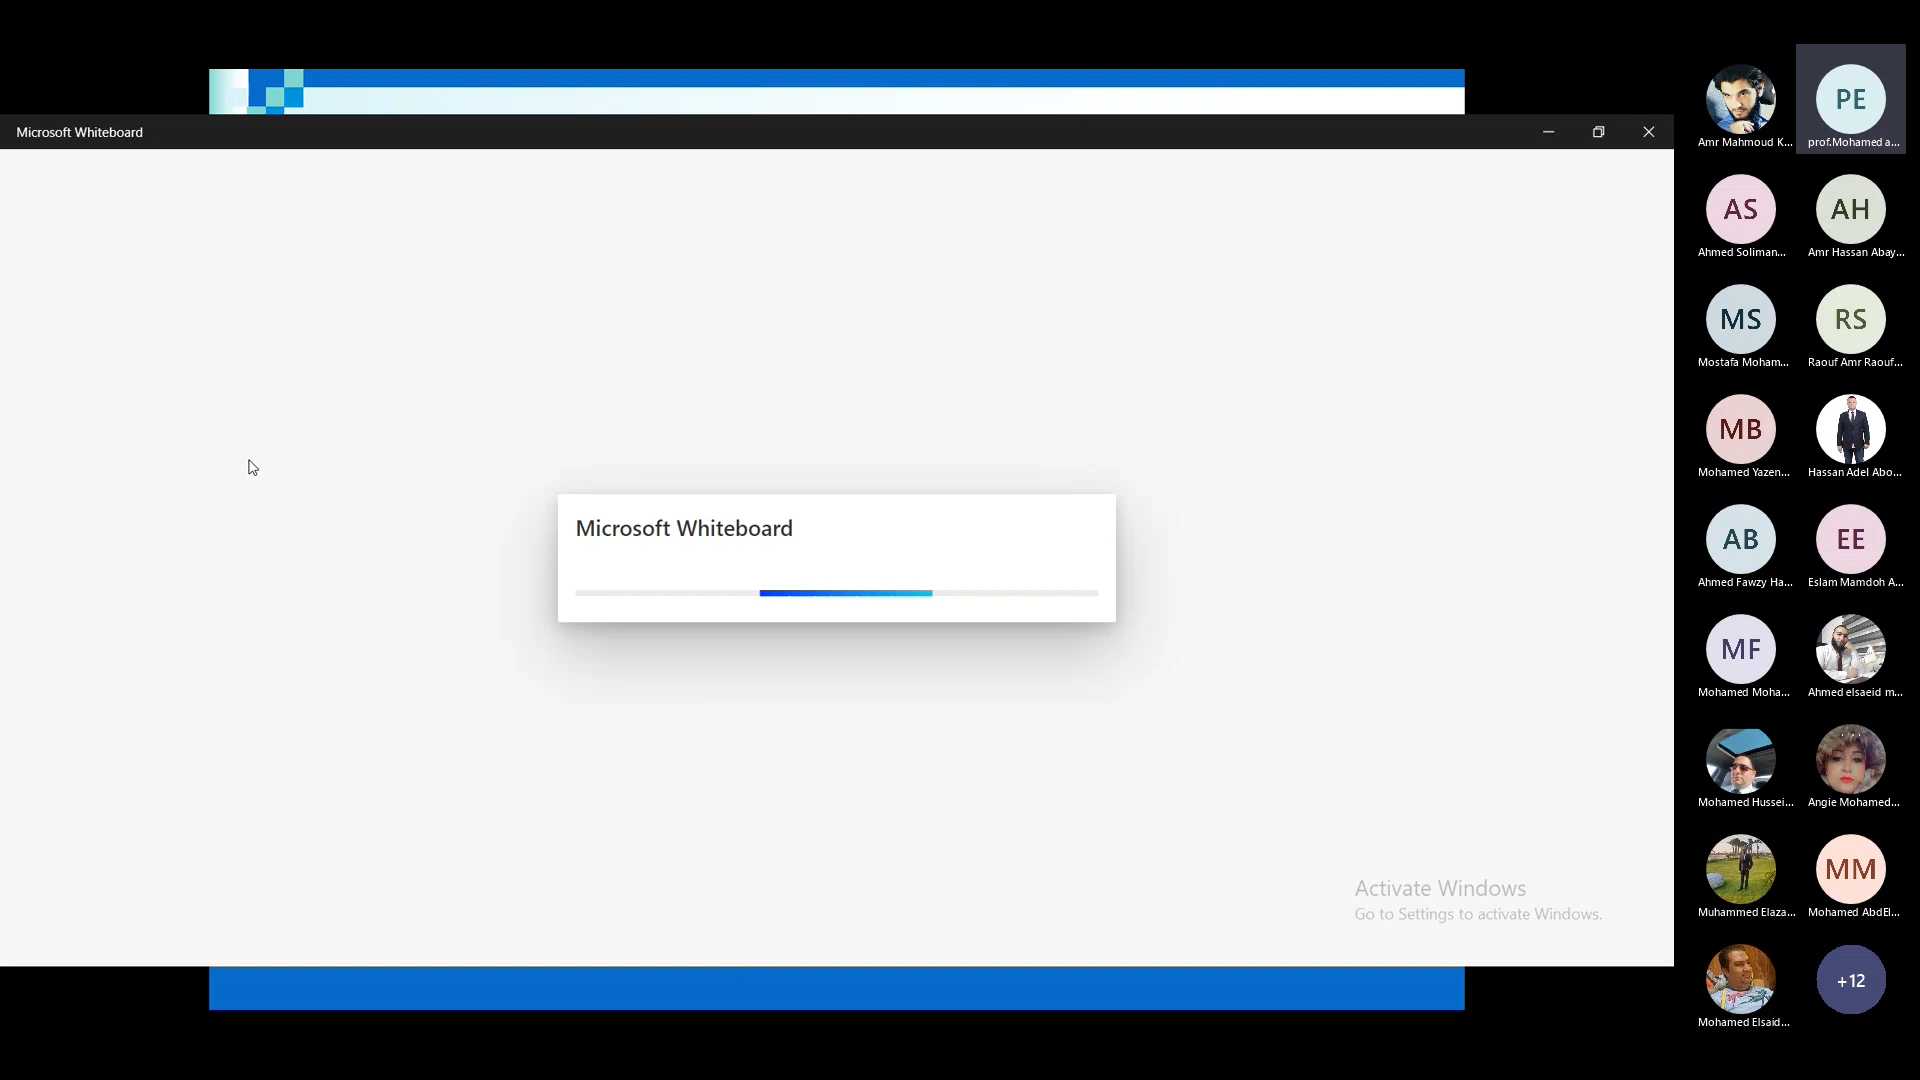 Microsoft Whiteboard
Microsoft Whiteboard
Activate Windows
Go to Settings to activate Windows.
Amr Mahmoud K...
PE
prof.Mohamed a...
AS
Ahmed Soliman...
AH
Amr Hassan Abay...
MS
Mostafa Moham...
RS
Raouf Amr Raouf...
MB
Mohamed Yazen...
Hassan Adel Abo...
AB
Ahmed Fawzy Ha...
EE
Eslam Mamdoh A...
MF
Mohamed Moha...
Ahmed elsaeid m...
Mohamed Hussei...
Angie Mohamed...
Muhammed Elaza...
MM
Mohamed AbdEl...
Mohamed Elsaid...
+12